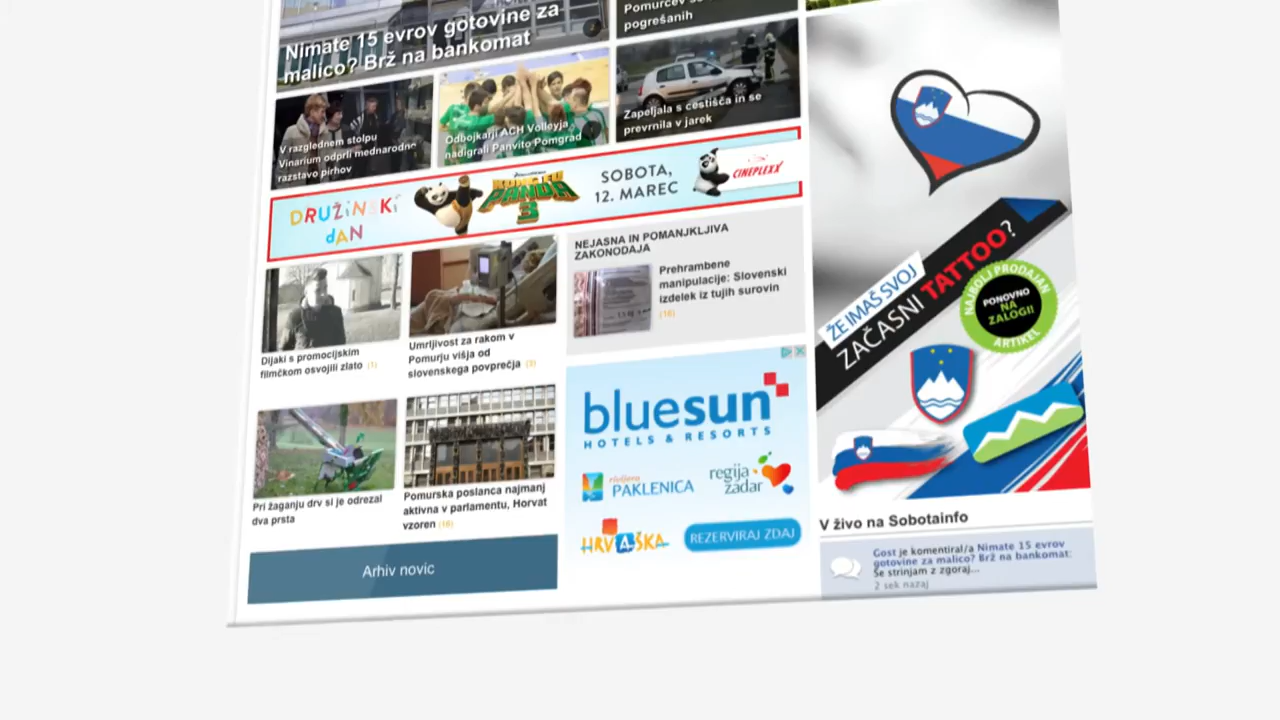 Nimate 15 evrov gotovine za
malico? Brž na bankomat
pogrešanih
V razglednem stolpu
Vinarium odprli mednarodno
razstavo pirhov
Odbojkarji ACH Volleyja
nadigrali Panvito Pomgrad
Zapeljala s cestišča in se
prevrnila v jarek
DRUŽiNSKi
dAN
KUNG FU
PANDA
3
SOBOTA,
12. MAREC
CINEPLEXX
Dijaki s promocijskim
filmčkom osvojili zlato (1)
Umrljivost za rakom v
Pomurju višja od
slovenskega povprečja (3)
NEJASNA IN POMANJKLJIVA
ZAKONODAJA
Prehrambene
manipulacije: Slovenski
izdelek iz tujih surovin
(16)
Pri žaganju drv si je odrezal
dva prsta
Pomurska poslanca najmanj
aktivna v parlamentu, Horvat
vzoren (16)
Arhiv novic
bluesun
HOTELS & RESORTS
rivijera
PAKLENICA
regija
zadar
HRVAŠKA
REZERVIRAJ ZDAJ
ŽE IMAŠ SVOJ
ZAČASNI TATTOO?
NAJBOLJ PRODAJAN
PONOVNO
NA
ZALOGI!
ARTIKEL
V živo na Sobotainfo
Gost je komentiral/a Nimate 15 evrov
gotovine za malico? Brž na bankomat:
Se strinjam z zgoraj...
2 sek nazaj